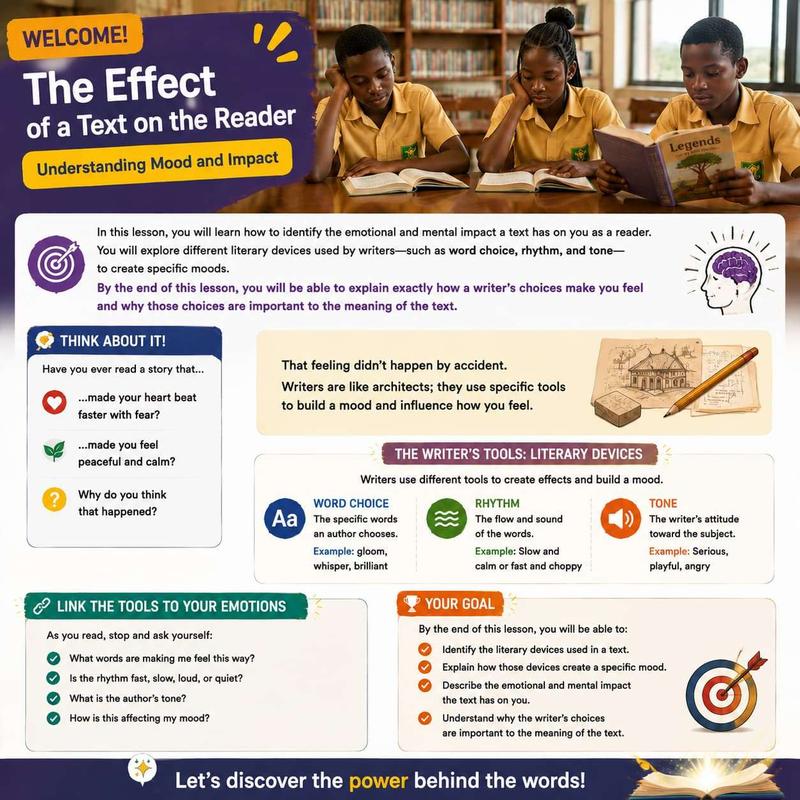 WELCOME!
The Effect
of a Text on the Reader
Understanding Mood and Impact
Legends
In this lesson, you will learn how to identify the emotional and mental impact a text has on you as a reader.
You will explore different literary devices used by writers—such as word choice, rhythm, and tone—
to create specific moods.
By the end of this lesson, you will be able to explain exactly how a writer's choices make you feel
and why those choices are important to the meaning of the text.
THINK ABOUT IT!
Have you ever read a story that...
...made your heart beat
faster with fear?
...made you feel
peaceful and calm?
Why do you think
that happened?
That feeling didn't happen by accident.
Writers are like architects; they use specific tools
to build a mood and influence how you feel.
THE WRITER'S TOOLS: LITERARY DEVICES
Writers use different tools to create effects and build a mood.
Aa
WORD CHOICE
The specific words
an author chooses.
Example: gloom,
whisper, brilliant
RHYTHM
The flow and sound
of the words.
Example: Slow and
calm or fast and choppy
TONE
The writer's attitude
toward the subject.
Example: Serious,
playful, angry
LINK THE TOOLS TO YOUR EMOTIONS
As you read, stop and ask yourself:
What words are making me feel this way?
Is the rhythm fast, slow, loud, or quiet?
What is the author's tone?
How is this affecting my mood?
YOUR GOAL
By the end of this lesson, you will be able to:
Identify the literary devices used in a text.
Explain how those devices create a specific mood.
Describe the emotional and mental impact
the text has on you.
Understand why the writer's choices
are important to the meaning of the text.
Let's discover the power behind the words!